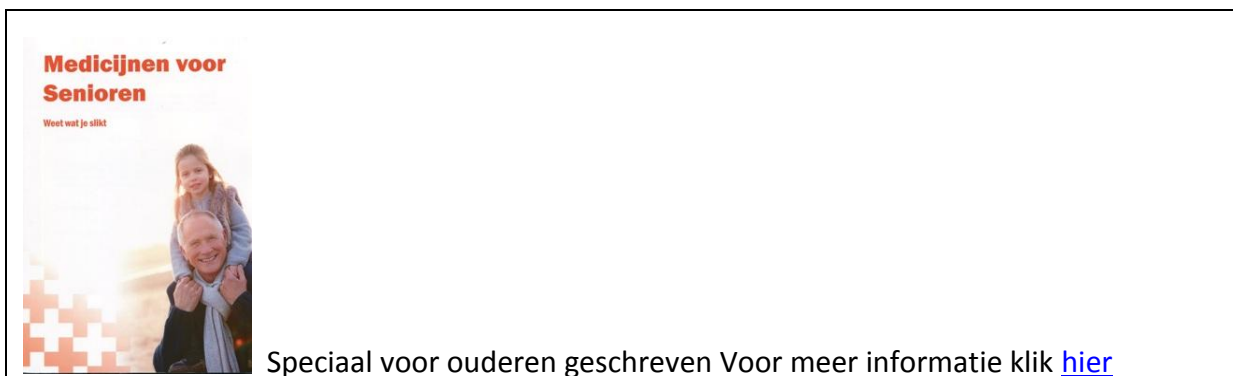 Medicijnen voor
Senioren
Weet wat je slikt
Speciaal voor ouderen geschreven Voor meer informatie klik hier